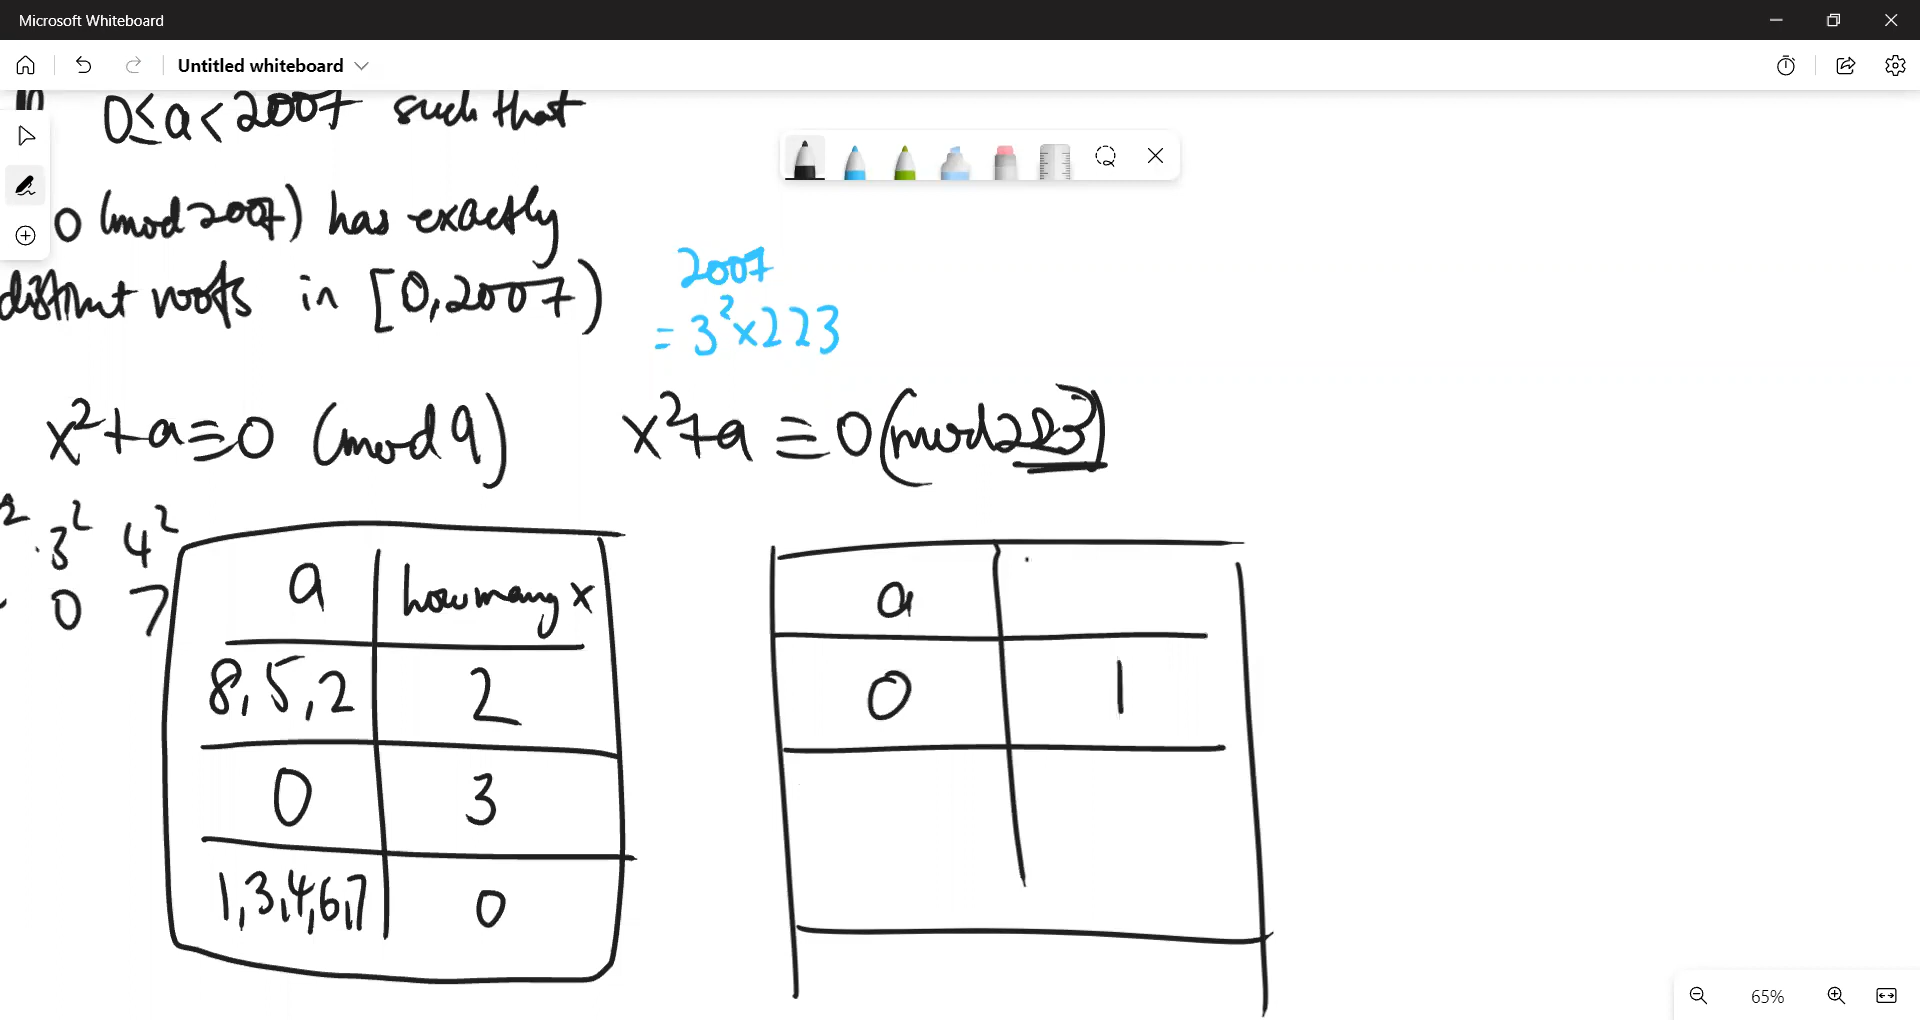 Microsoft Whiteboard
Untitled whiteboard
in 0≤a<2007 such that
0 (mod 2007) has exactly
distinct roots in [0,2007)
2007
= 3²×223
x²+a≡0 (mod 9)
x²+a≡0 (mod 223)
² 3² 4²
0 7
a how many x
8,5,2 2
0 3
1,3,4,6,7 0
a
0 1
65%